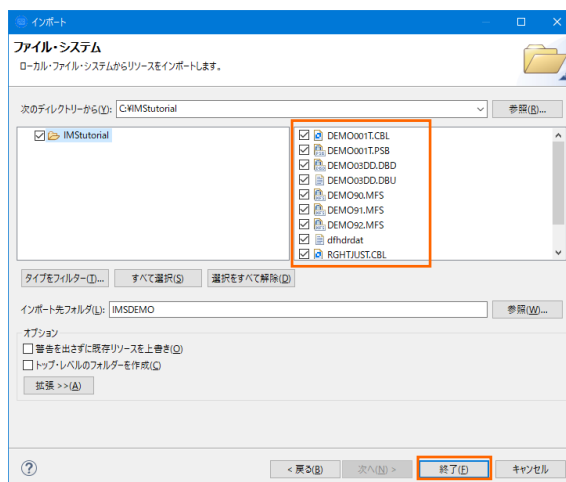 インポート
ファイル・システム
ローカル・ファイル・システムからリソースをインポートします。
次のディレクトリーから(Y): C:¥IMStutorial 参照(R)...
IMStutorial
DEMO001T.CBL
DEMO001T.PSB
DEMO03DD.DBD
DEMO03DD.DBU
DEMO90.MFS
DEMO91.MFS
DEMO92.MFS
dfhdrdat
RGHTJUST.CBL
タイプをフィルター(T)... すべて選択(S) 選択をすべて解除(D)
インポート先フォルダ(L): IMSDEMO 参照(W)...
オプション
警告を出さずに既存リソースを上書き(O)
トップ・レベルのフォルダーを作成(C)
拡張 >>(A)
? < 戻る(B) 次へ(N) > 終了(F) キャンセル